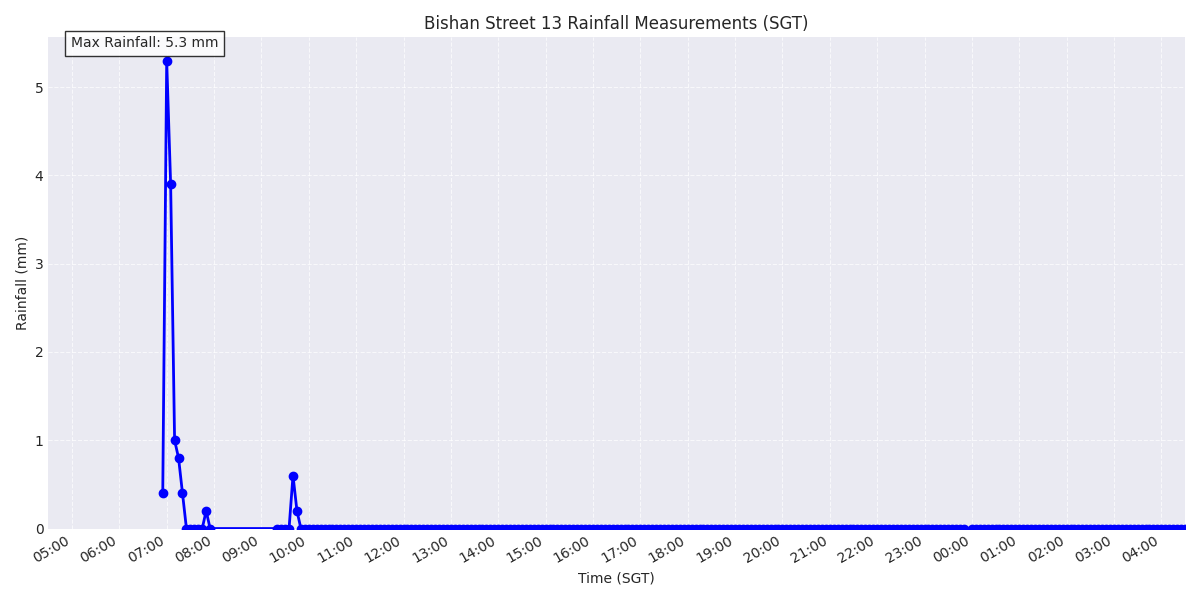 Bishan Street 13 Rainfall Measurements (SGT)
Max Rainfall: 5.3 mm
5
4
3
2
1
0
Rainfall (mm)
05:00 06:00 07:00 08:00 09:00 10:00 11:00 12:00 13:00 14:00 15:00 16:00 17:00 18:00 19:00 20:00 21:00 22:00 23:00 00:00 01:00 02:00 03:00 04:00
Time (SGT)